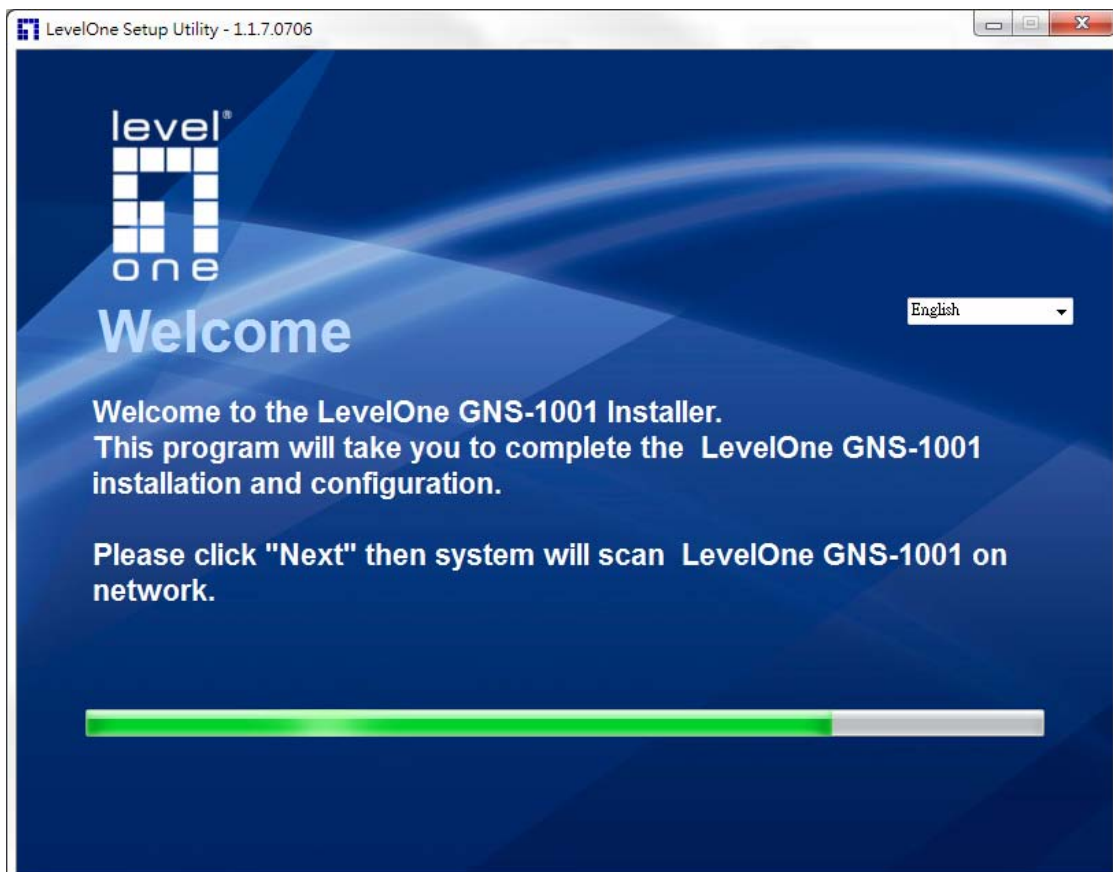 LevelOne Setup Utility - 1.1.7.0706
level®
one
Welcome
English
Welcome to the LevelOne GNS-1001 Installer.
This program will take you to complete the  LevelOne GNS-1001
installation and configuration.
Please click "Next" then system will scan  LevelOne GNS-1001 on
network.